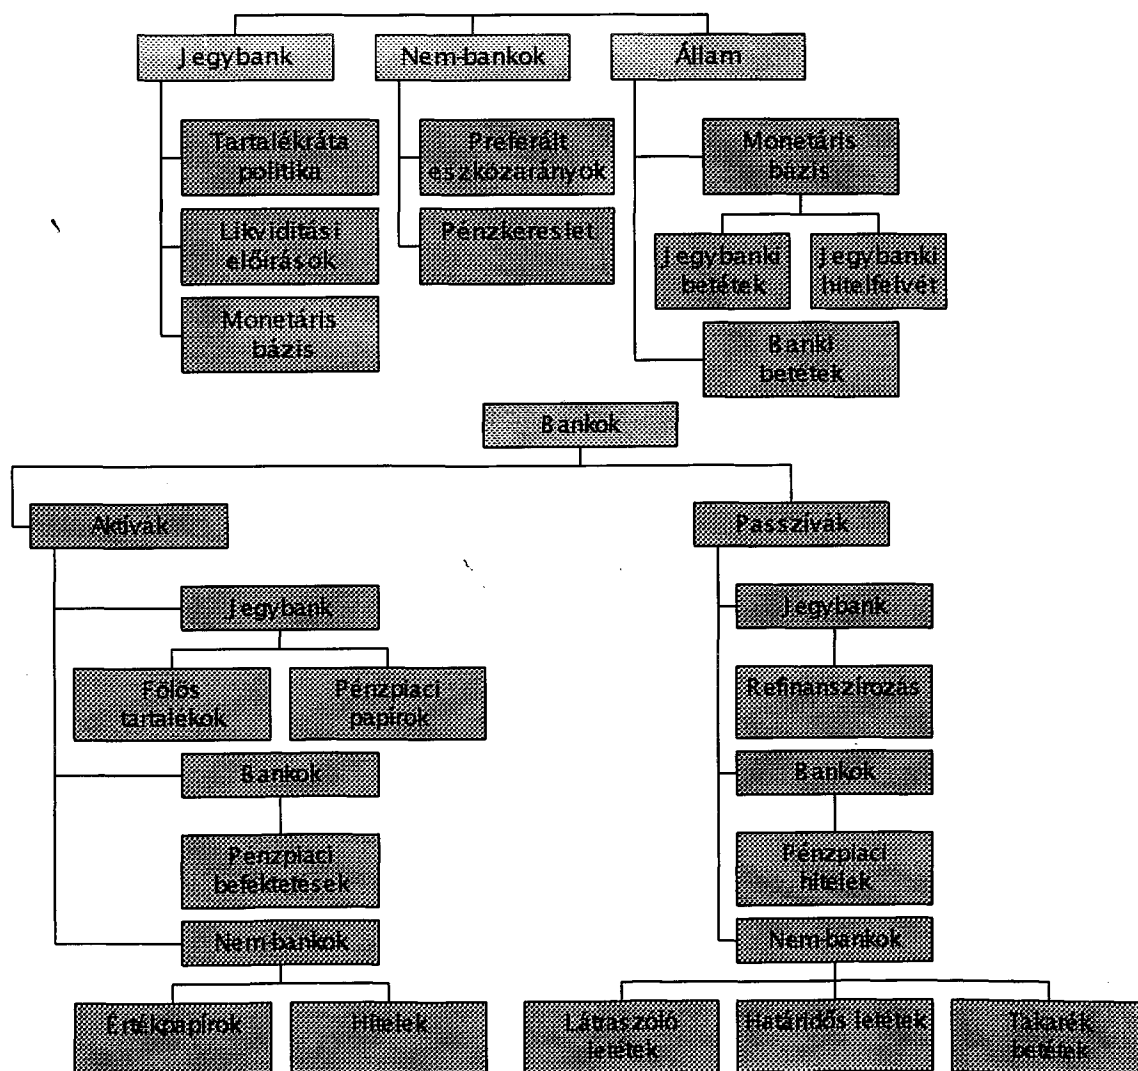 Jegybank
Nem-bankok
Állam
Tartalékráta
politika
Preferált
eszközarányok
Monetáris
bázis
Likviditási
előírások
Pénzkereslet
Jegybanki
betétek
Jegybanki
hitelfelvét
Monetáris
bázis
Banki
betétek
Bankok
Aktívák
Passzívák
Jegybank
Jegybank
Fölös
tartalékok
Pénzpiaci
papírok
Refinanszírozás
Bankok
Bankok
Pénzpiaci
befektetések
Pénzpiaci
hitelek
Nem-bankok
Nem-bankok
Értékpapírok
Hitelek
Látraszóló
letétek
Határidős letétek
Takarék
betétek